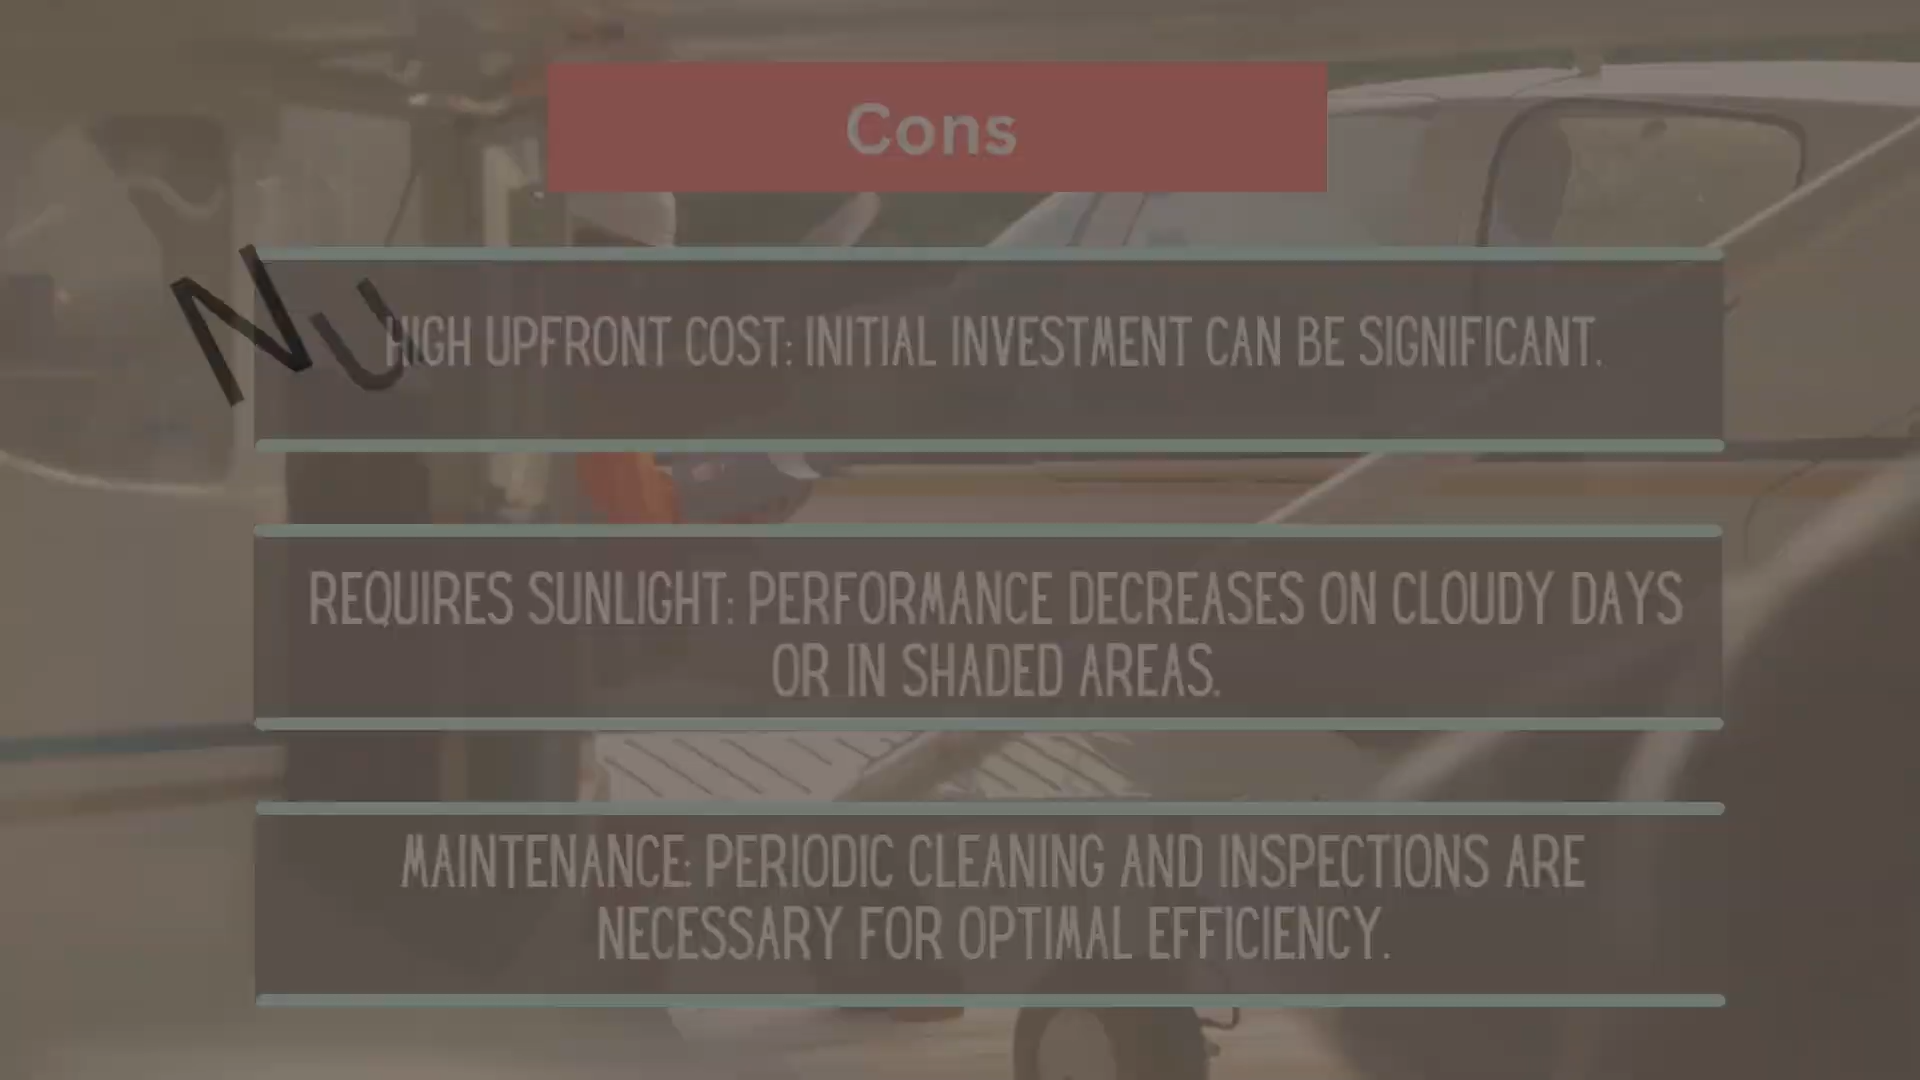 Cons
NU
HIGH UPFRONT COST: INITIAL INVESTMENT CAN BE SIGNIFICANT.
REQUIRES SUNLIGHT: PERFORMANCE DECREASES ON CLOUDY DAYS
OR IN SHADED AREAS.
MAINTENANCE: PERIODIC CLEANING AND INSPECTIONS ARE
NECESSARY FOR OPTIMAL EFFICIENCY.